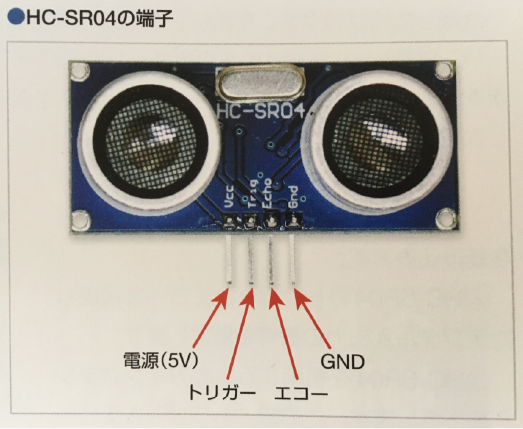 ●HC-SR04の端子
HC-SR04
Vcc
Trig
Echo
Gnd
電源(5V)
GND
トリガー
エコー